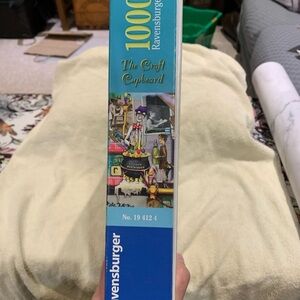 1000
Ravensburger
The Craft
Cupboard
No. 19 412 4
Ravensburger